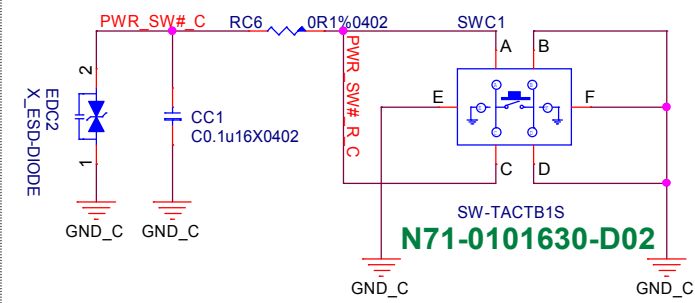 PWR_SW#_C
RC6
0R1%0402
SWC1
A
B
PWR_SW#_R_C
2
EDC2
X_ESD-DIODE
1
CC1
C0.1u16X0402
E
F
C
D
SW-TACTB1S
N71-0101630-D02
GND_C
GND_C
GND_C
GND_C